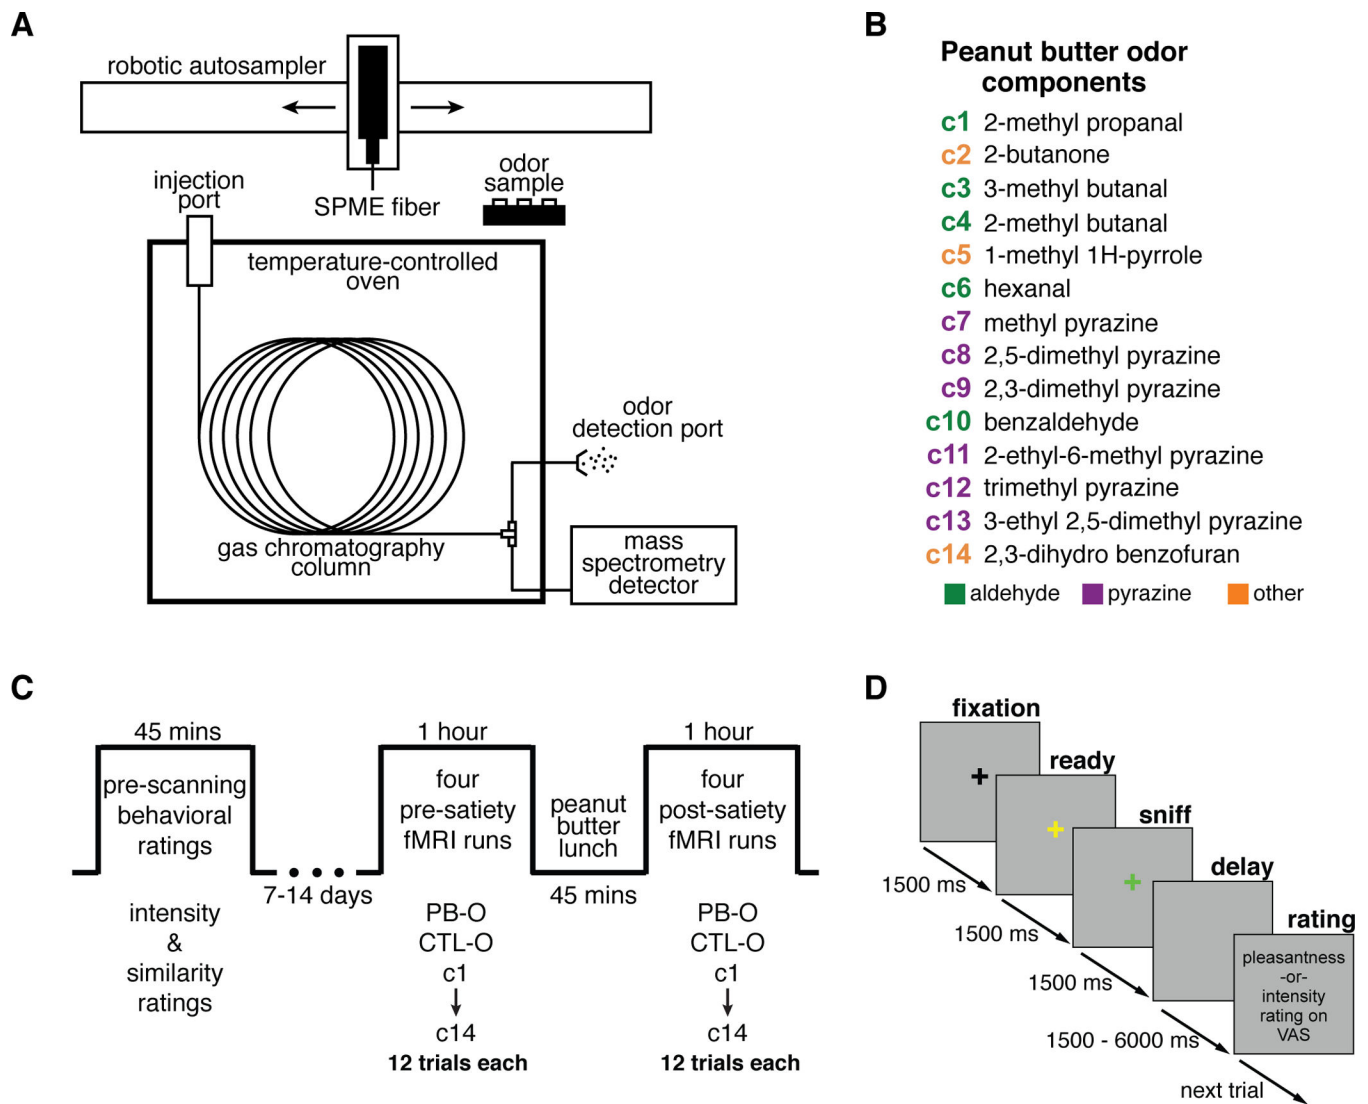 A
robotic autosampler
injection
port
SPME fiber
odor
sample
temperature-controlled
oven
odor
detection port
gas chromatography
column
mass
spectrometry
detector
B
Peanut butter odor
components
c1 2-methyl propanal
c2 2-butanone
c3 3-methyl butanal
c4 2-methyl butanal
c5 1-methyl 1H-pyrrole
c6 hexanal
c7 methyl pyrazine
c8 2,5-dimethyl pyrazine
c9 2,3-dimethyl pyrazine
c10 benzaldehyde
c11 2-ethyl-6-methyl pyrazine
c12 trimethyl pyrazine
c13 3-ethyl 2,5-dimethyl pyrazine
c14 2,3-dihydro benzofuran
aldehyde pyrazine other
C
45 mins
pre-scanning
behavioral
ratings
intensity
&
similarity
ratings
7-14 days
1 hour
four
pre-satiety
fMRI runs
PB-O
CTL-O
c1
c14
12 trials each
peanut
butter
lunch
45 mins
1 hour
four
post-satiety
fMRI runs
PB-O
CTL-O
c1
c14
12 trials each
D
fixation
ready
sniff
delay
rating
pleasantness
-or-
intensity
rating on
VAS
1500 ms
1500 ms
1500 ms
1500 - 6000 ms
next trial